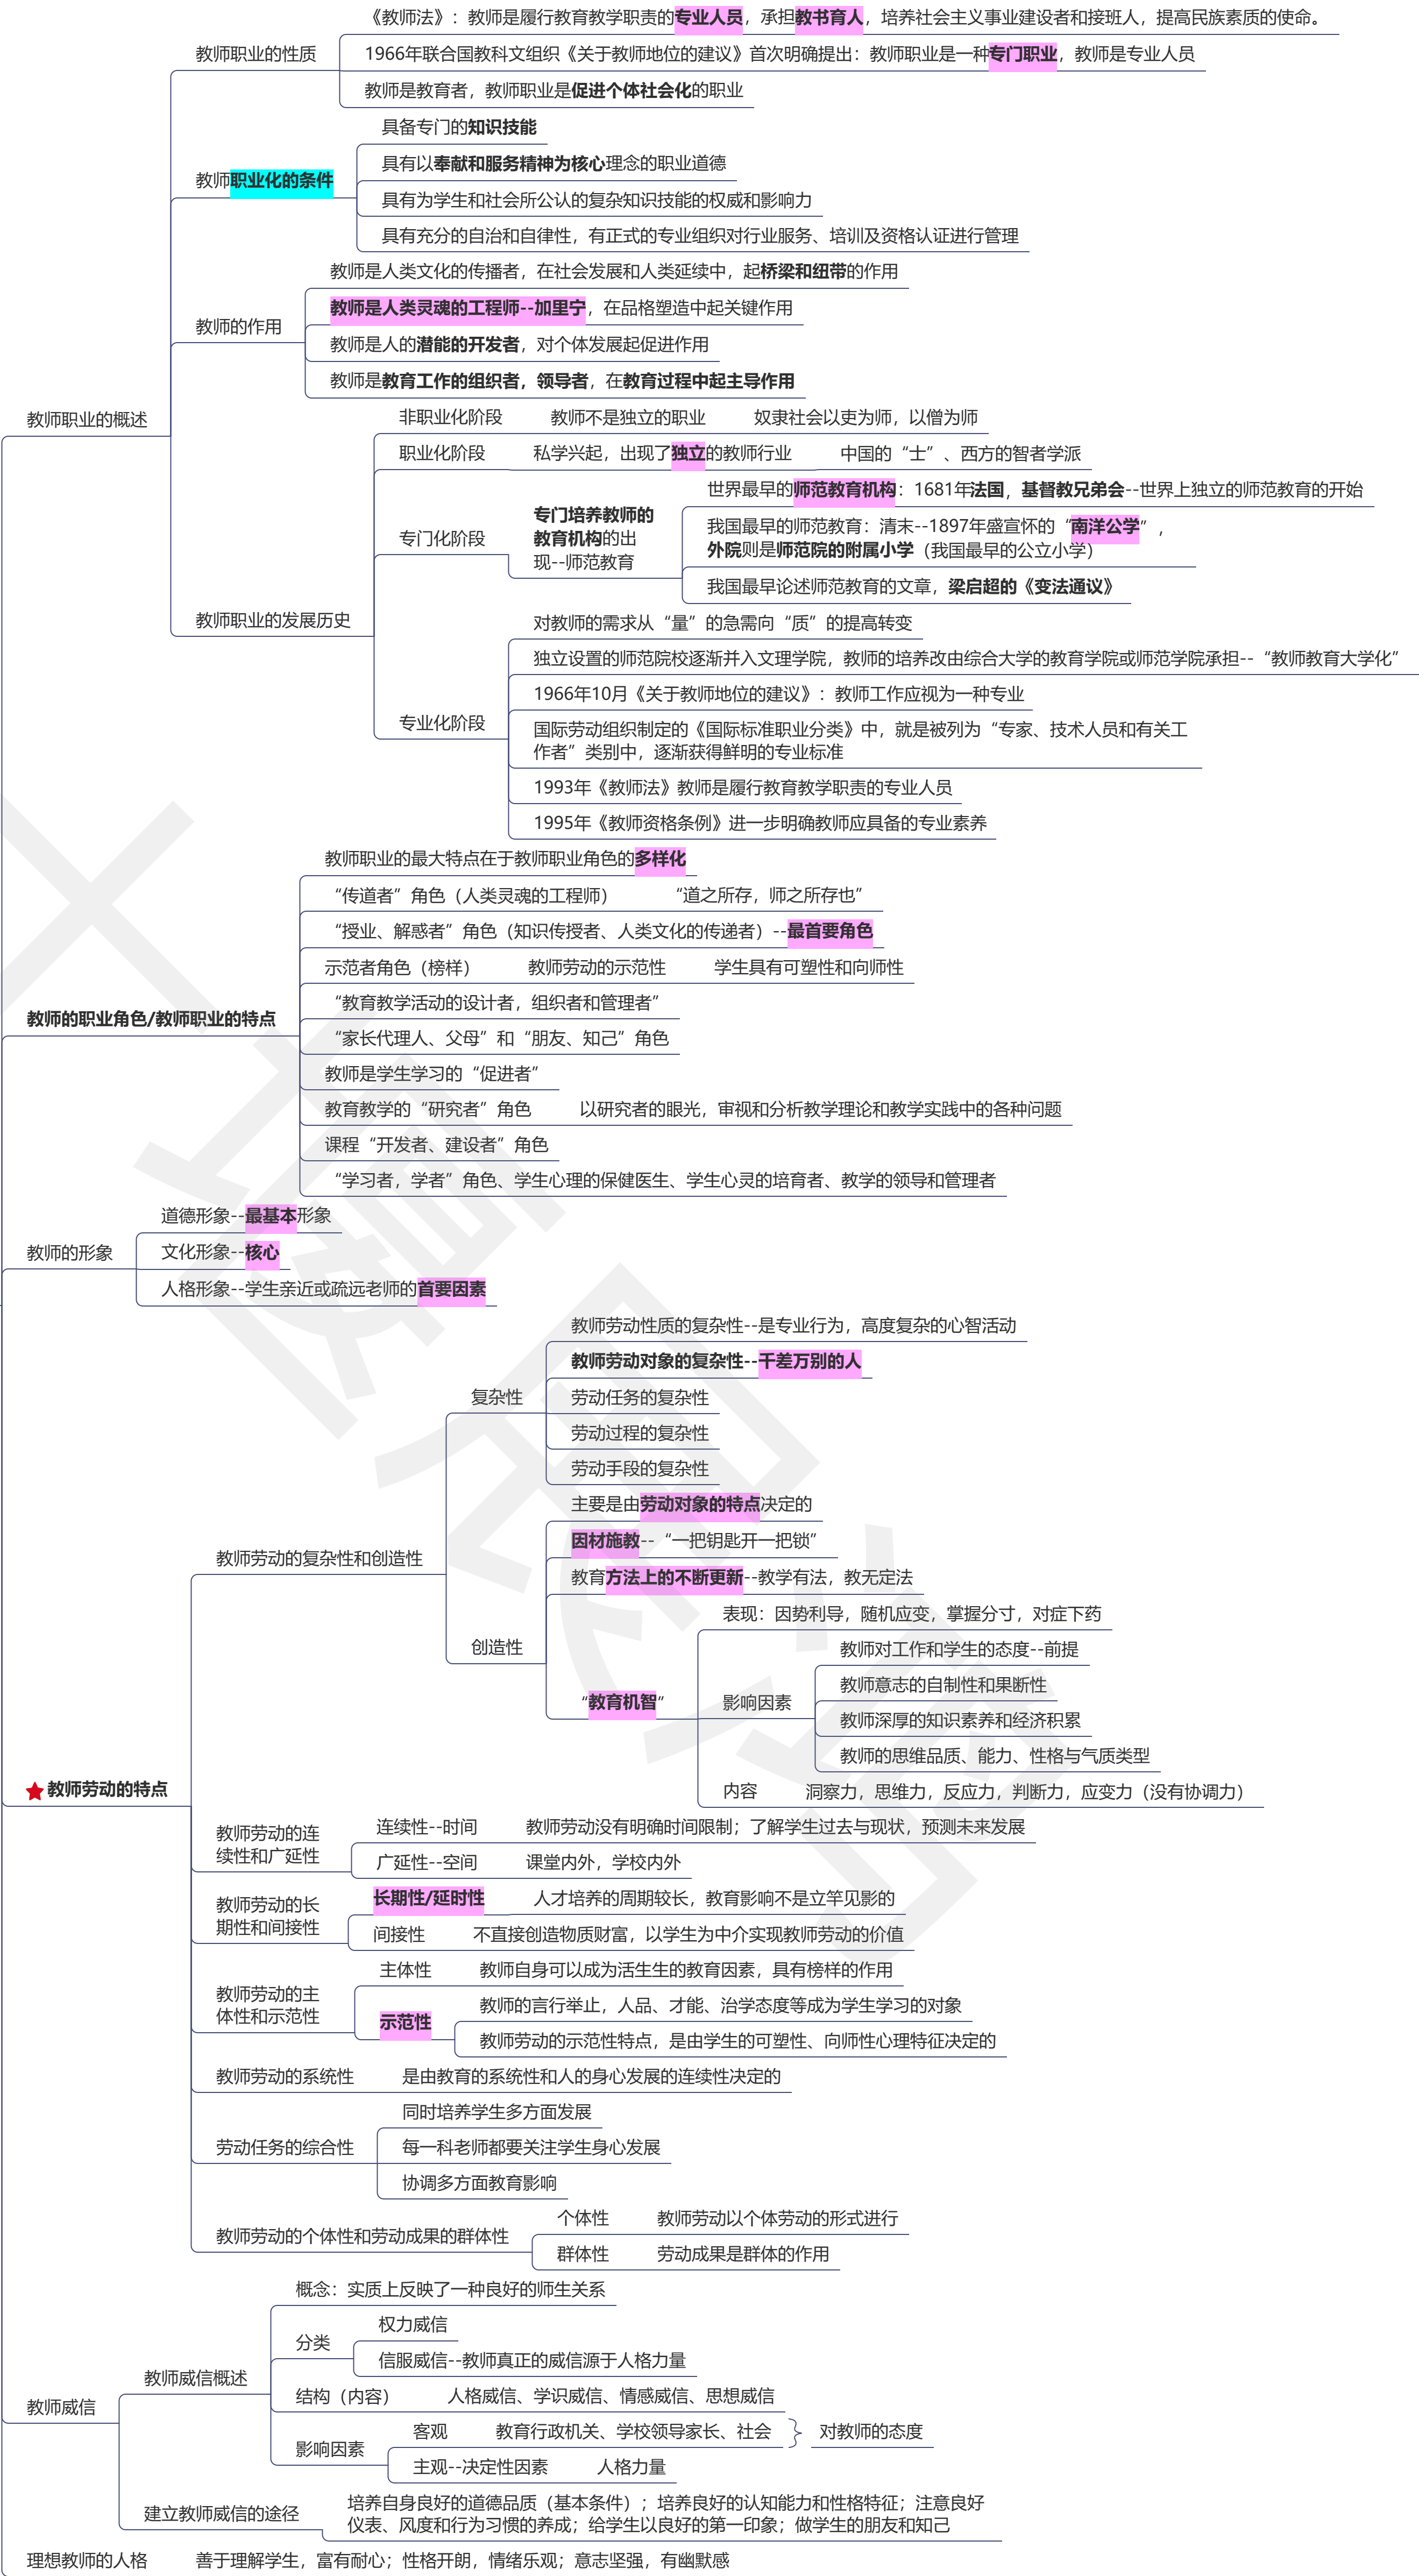 《教师法》：教师是履行教育教学职责的专业人员，承担教书育人，培养社会主义事业建设者和接班人，提高民族素质的使命。
教师职业的性质
1966年联合国教科文组织《关于教师地位的建议》首次明确提出：教师职业是一种专门职业，教师是专业人员
教师是教育者，教师职业是促进个体社会化的职业
具备专门的知识技能
具有以奉献和服务精神为核心理念的职业道德
教师职业化的条件
具有为学生和社会所公认的复杂知识技能的权威和影响力
具有充分的自治和自律性，有正式的专业组织对行业服务、培训及资格认证进行管理
教师是人类文化的传播者，在社会发展和人类延续中，起桥梁和纽带的作用
教师是人类灵魂的工程师--加里宁，在品格塑造中起关键作用
教师的作用
教师是人的潜能的开发者，对个体发展起促进作用
教师是教育工作的组织者，领导者，在教育过程中起主导作用
教师职业的概述
非职业化阶段 教师不是独立的职业 奴隶社会以吏为师，以僧为师
职业化阶段 私学兴起，出现了独立的教师行业 中国的“士”、西方的智者学派
世界最早的师范教育机构：1681年法国，基督教兄弟会--世界上独立的师范教育的开始
专门化阶段
专门培养教师的
教育机构的出
现--师范教育
我国最早的师范教育：清末--1897年盛宣怀的“南洋公学”，
外院则是师范院的附属小学（我国最早的公立小学）
我国最早论述师范教育的文章，梁启超的《变法通议》
教师职业的发展历史
对教师的需求从“量”的急需向“质”的提高转变
独立设置的师范院校逐渐并入文理学院，教师的培养改由综合大学的教育学院或师范学院承担--“教师教育大学化”
1966年10月《关于教师地位的建议》：教师工作应视为一种专业
专业化阶段
国际劳动组织制定的《国际标准职业分类》中，就是被列为“专家、技术人员和有关工
作者”类别中，逐渐获得鲜明的专业标准
1993年《教师法》教师是履行教育教学职责的专业人员
1995年《教师资格条例》进一步明确教师应具备的专业素养
教师职业的最大特点在于教师职业角色的多样化
“传道者”角色（人类灵魂的工程师） “道之所存，师之所存也”
“授业、解惑者”角色（知识传授者、人类文化的传递者）--最首要角色
示范者角色（榜样） 教师劳动的示范性 学生具有可塑性和向师性
“教育教学活动的设计者，组织者和管理者”
教师的职业角色/教师职业的特点
“家长代理人、父母”和“朋友、知己”角色
教师是学生学习的“促进者”
教育教学的“研究者”角色 以研究者的眼光，审视和分析教学理论和教学实践中的各种问题
课程“开发者、建设者”角色
“学习者，学者”角色、学生心理的保健医生、学生心灵的培育者、教学的领导和管理者
道德形象--最基本形象
教师的形象
文化形象--核心
人格形象--学生亲近或疏远老师的首要因素
教师劳动性质的复杂性--是专业行为，高度复杂的心智活动
教师劳动对象的复杂性--千差万别的人
复杂性
劳动任务的复杂性
劳动过程的复杂性
劳动手段的复杂性
主要是由劳动对象的特点决定的
因材施教--“一把钥匙开一把锁”
教师劳动的复杂性和创造性
教育方法上的不断更新--教学有法，教无定法
创造性
表现：因势利导，随机应变，掌握分寸，对症下药
教师对工作和学生的态度--前提
教师意志的自制性和果断性
“教育机智”
影响因素
教师深厚的知识素养和经济积累
教师的思维品质、能力、性格与气质类型
内容 洞察力，思维力，反应力，判断力，应变力（没有协调力）
教师劳动的特点
教师劳动的连
续性和广延性
连续性--时间 教师劳动没有明确时间限制；了解学生过去与现状，预测未来发展
广延性--空间 课堂内外，学校内外
教师劳动的长
期性和间接性
长期性/延时性 人才培养的周期较长，教育影响不是立竿见影的
间接性 不直接创造物质财富，以学生为中介实现教师劳动的价值
教师劳动的主
体性和示范性
主体性 教师自身可以成为活生生的教育因素，具有榜样的作用
示范性
教师的言行举止，人品、才能、治学态度等成为学生学习的对象
教师劳动的示范性特点，是由学生的可塑性、向师性心理特征决定的
教师劳动的系统性 是由教育的系统性和人的身心发展的连续性决定的
同时培养学生多方面发展
劳动任务的综合性
每一科老师都要关注学生身心发展
协调多方面教育影响
教师劳动的个体性和劳动成果的群体性
个体性 教师劳动以个体劳动的形式进行
群体性 劳动成果是群体的作用
概念：实质上反映了一种良好的师生关系
分类
权力威信
信服威信--教师真正的威信源于人格力量
教师威信概述
结构（内容） 人格威信、学识威信、情感威信、思想威信
教师威信
影响因素
客观 教育行政机关、学校领导家长、社会 对教师的态度
主观--决定性因素 人格力量
建立教师威信的途径
培养自身良好的道德品质（基本条件）；培养良好的认知能力和性格特征；注意良好
仪表、风度和行为习惯的养成；给学生以良好的第一印象；做学生的朋友和知己
理想教师的人格 善于理解学生，富有耐心；性格开朗，情绪乐观；意志坚强，有幽默感